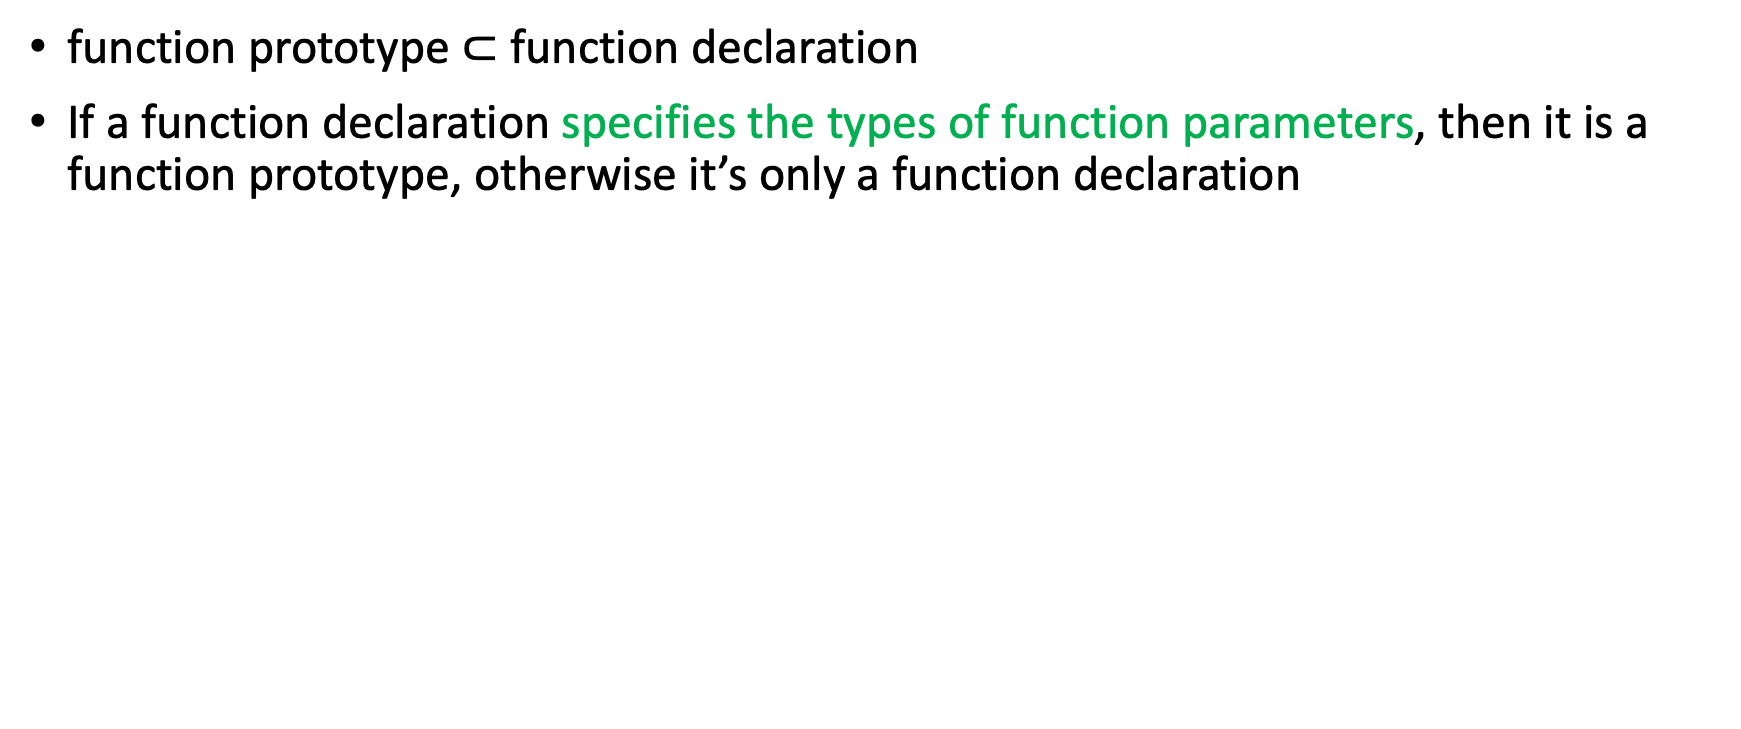 • function prototype ⊂ function declaration
• If a function declaration specifies the types of function parameters, then it is a
function prototype, otherwise it’s only a function declaration